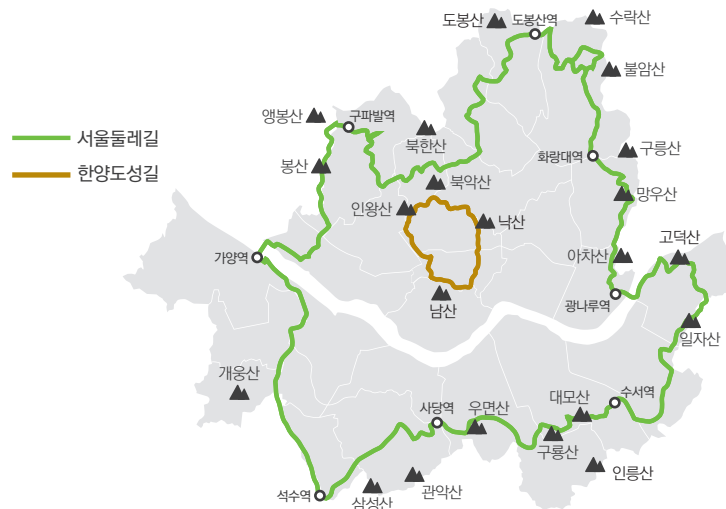 도봉산
도봉산역
수락산
불암산
앵봉산
구파발역
서울둘레길
북한산
화랑대역
구릉산
봉산
한양도성길
북악산
망우산
인왕산
낙산
고덕산
가양역
아차산
광나루역
남산
일자산
개웅산
수서역
대모산
사당역
우면산
구룡산
인릉산
석수역
관악산
삼성산